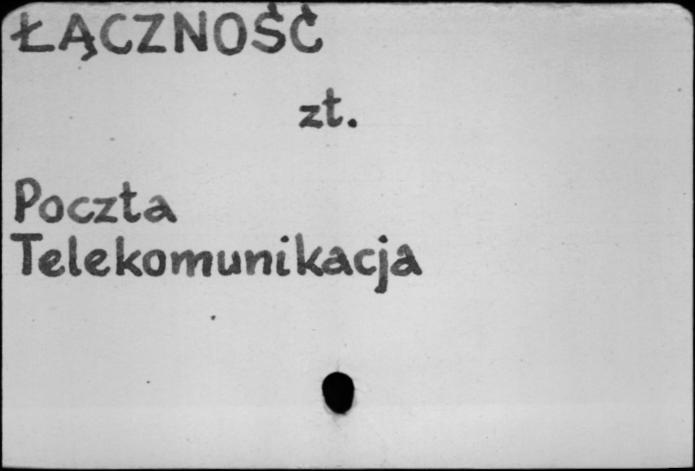 ŁĄCZNOŚĆ
zt.
Poczta
Telekomunikacja